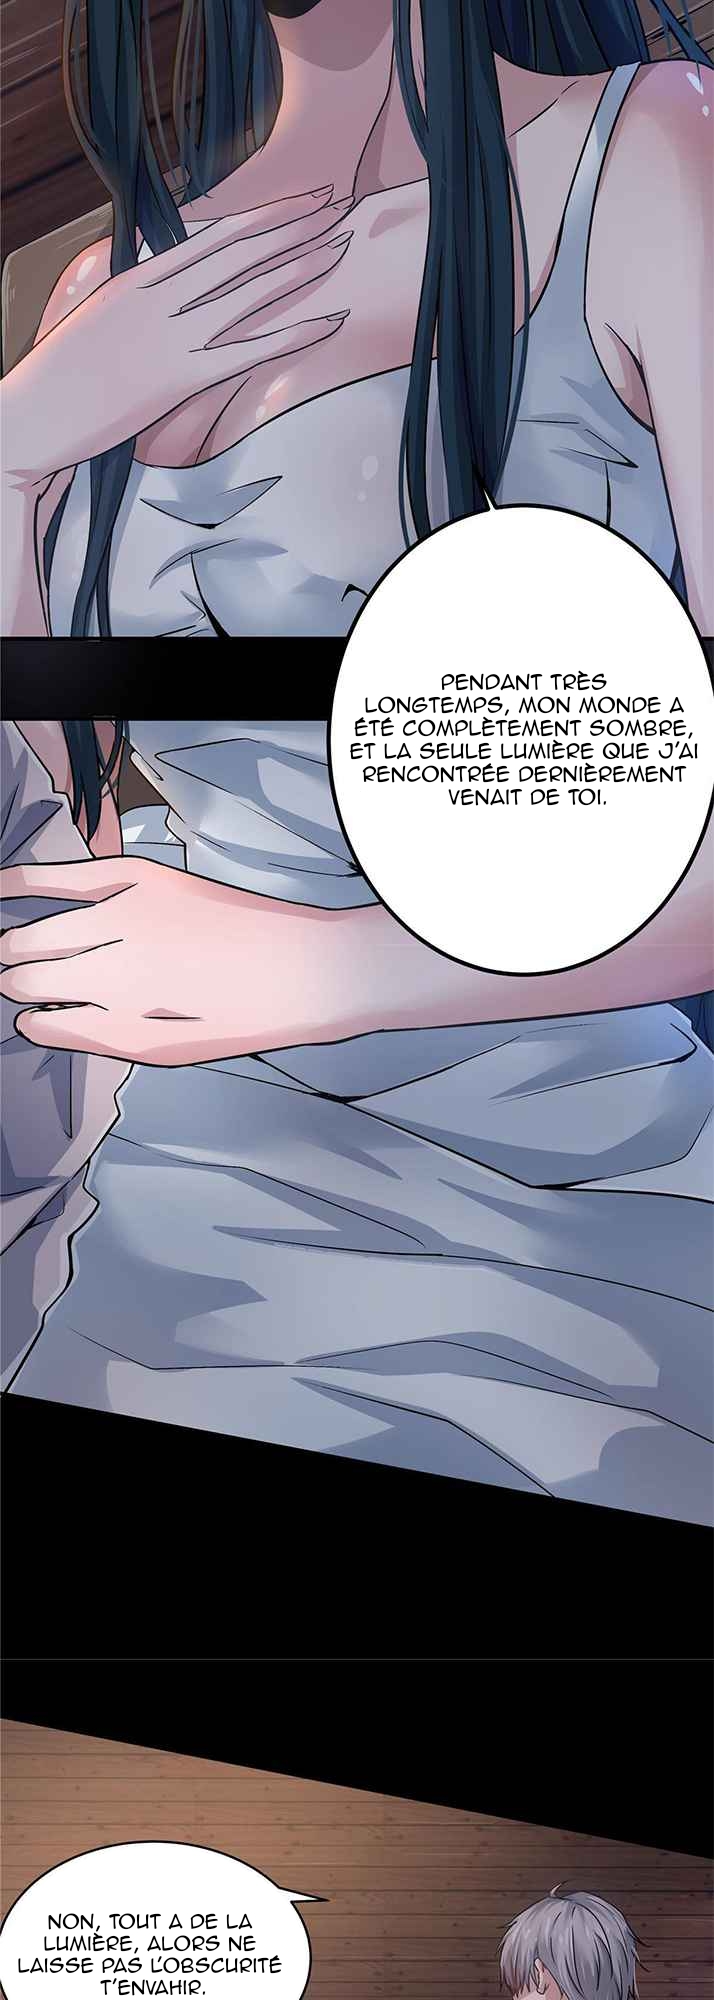 PENDANT TRÈS
LONGTEMPS, MON MONDE A
ÉTÉ COMPLÈTEMENT SOMBRE,
ET LA SEULE LUMIÈRE QUE J'AI
RENCONTRÉE DERNIÈREMENT
VENAIT DE TOI.
NON, TOUT A DE LA
LUMIÈRE, ALORS NE
LAISSE PAS L'OBSCURITÉ
T'ENVAHIR.